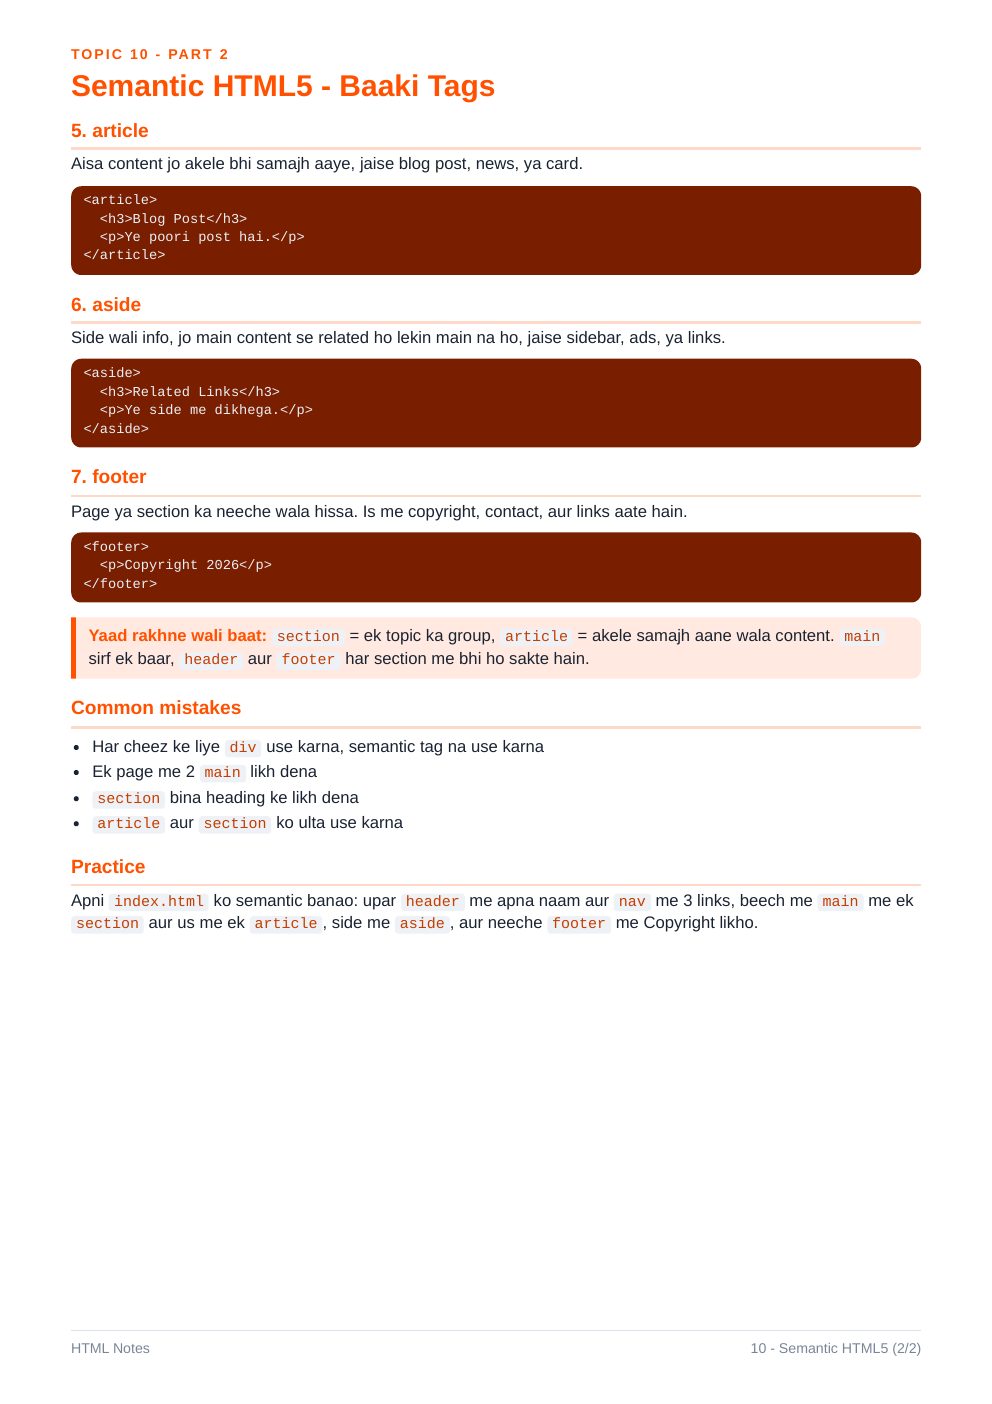 TOPIC 10 - PART 2
Semantic HTML5 - Baaki Tags
5. article
Aisa content jo akele bhi samajh aaye, jaise blog post, news, ya card.
<article>
  <h3>Blog Post</h3>
  <p>Ye poori post hai.</p>
</article>
6. aside
Side wali info, jo main content se related ho lekin main na ho, jaise sidebar, ads, ya links.
<aside>
  <h3>Related Links</h3>
  <p>Ye side me dikhega.</p>
</aside>
7. footer
Page ya section ka neeche wala hissa. Is me copyright, contact, aur links aate hain.
<footer>
  <p>Copyright 2026</p>
</footer>
Yaad rakhne wali baat: section = ek topic ka group, article = akele samajh aane wala content. main
sirf ek baar, header aur footer har section me bhi ho sakte hain.
Common mistakes
• Har cheez ke liye div use karna, semantic tag na use karna
• Ek page me 2 main likh dena
• section bina heading ke likh dena
• article aur section ko ulta use karna
Practice
Apni index.html ko semantic banao: upar header me apna naam aur nav me 3 links, beech me main me ek
section aur us me ek article, side me aside, aur neeche footer me Copyright likho.
HTML Notes
10 - Semantic HTML5 (2/2)